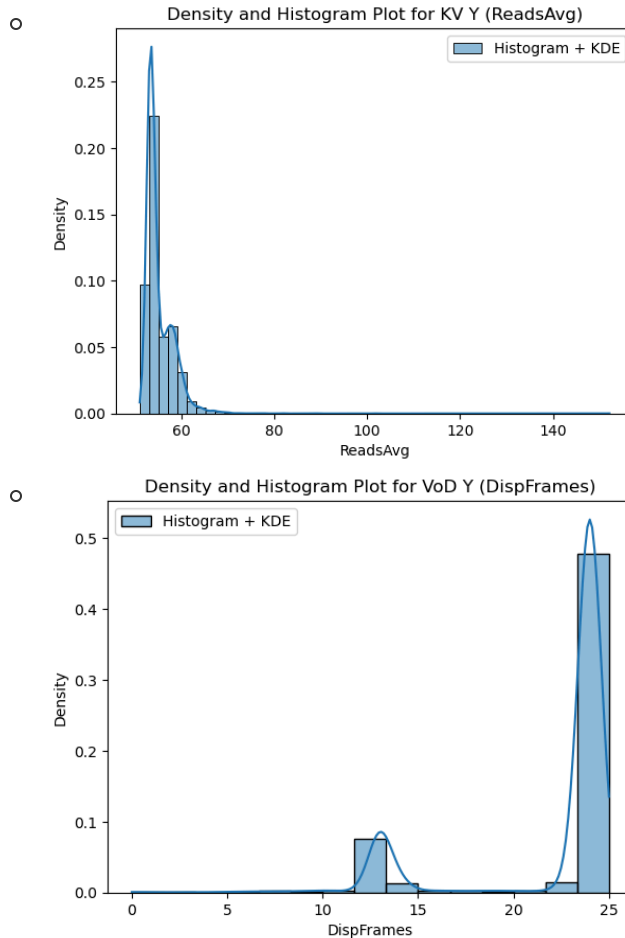 Density and Histogram Plot for KV Y (ReadsAvg)
Histogram + KDE
0.25
0.20
0.15
0.10
0.05
0.00
Density
60 80 100 120 140
ReadsAvg
Density and Histogram Plot for VoD Y (DispFrames)
Histogram + KDE
0.5
0.4
0.3
0.2
0.1
0.0
Density
0 5 10 15 20 25
DispFrames